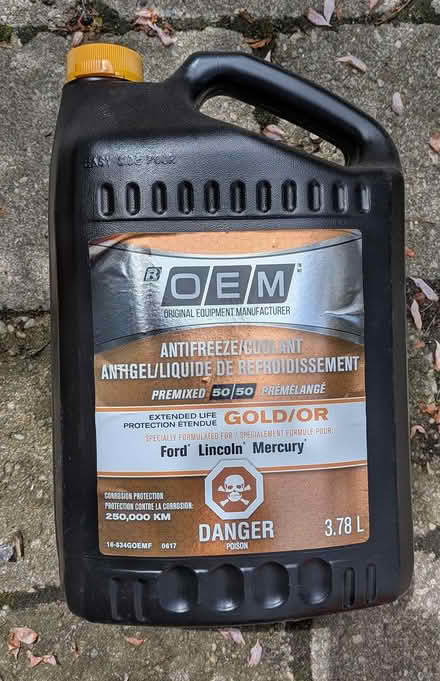 EASY SIDE POUR
R OEM TM
ORIGINAL EQUIPMENT MANUFACTURER
ANTIFREEZE/COOLANT
ANTIGEL/LIQUIDE DE REFROIDISSEMENT
PREMIXED 50/50 PRÉMÉLANGÉ
EXTENDED LIFE
PROTECTION ÉTENDUE
GOLD/OR
SPECIALLY FORMULATED FOR / SPÉCIALEMENT FORMULÉ POUR:
Ford® Lincoln® Mercury®
CORROSION PROTECTION
PROTECTION CONTRE LA CORROSION:
250,000 KM
DANGER
POISON
3.78 L
16-534GOEMF 0617